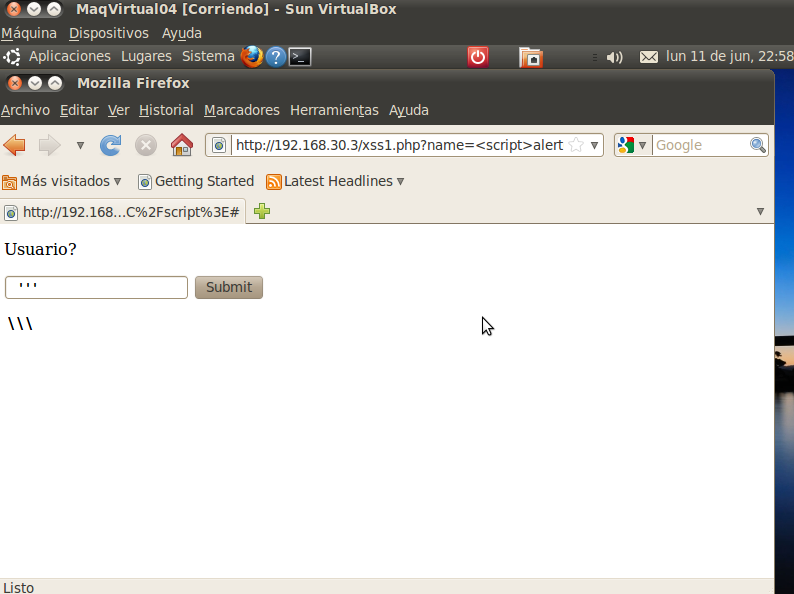 MaqVirtual04 [Corriendo] - Sun VirtualBox
Máquina Dispositivos Ayuda
Aplicaciones Lugares Sistema lun 11 de jun, 22:58
Mozilla Firefox
Archivo Editar Ver Historial Marcadores Herramientas Ayuda
http://192.168.30.3/xss1.php?name=<script>alert Google
Más visitados Getting Started Latest Headlines
http://192.168...C%2Fscript%3E#
Usuario?
''' Submit
\\\
Listo